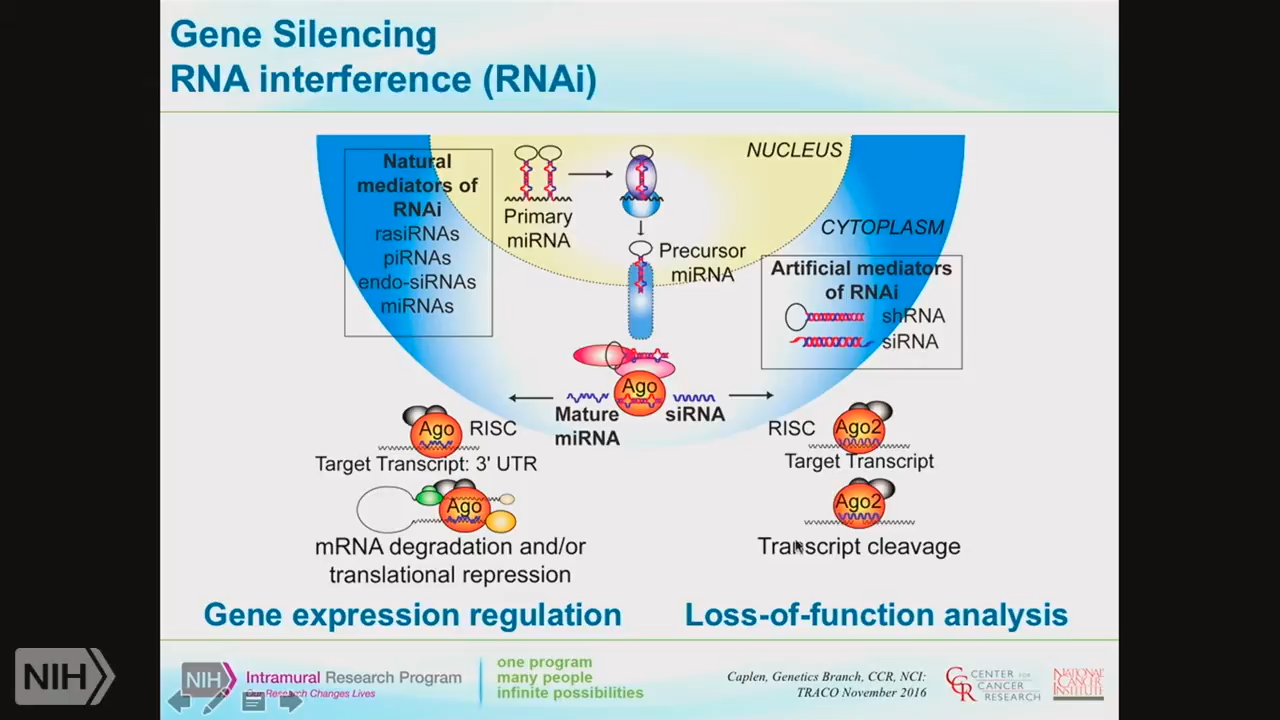 Gene Silencing
RNA interference (RNAi)
Natural
mediators of
RNAi
rasiRNAs
piRNAs
endo-siRNAs
miRNAs
Primary
miRNA
NUCLEUS
Precursor
miRNA
CYTOPLASM
Artificial mediators
of RNAi
shRNA
siRNA
Ago
Mature
miRNA
siRNA
Ago
RISC
Target Transcript: 3' UTR
Ago
mRNA degradation and/or
translational repression
RISC
Ago2
Target Transcript
Ago2
Transcript cleavage
Gene expression regulation
Loss-of-function analysis
NIH
NIH
Intramural Research Program
Our Research Changes Lives
one program
many people
infinite possibilities
Caplen, Genetics Branch, CCR, NCI:
TRACO November 2016
CCR
CENTER FOR
CANCER
RESEARCH
NATIONAL
CANCER
INSTITUTE